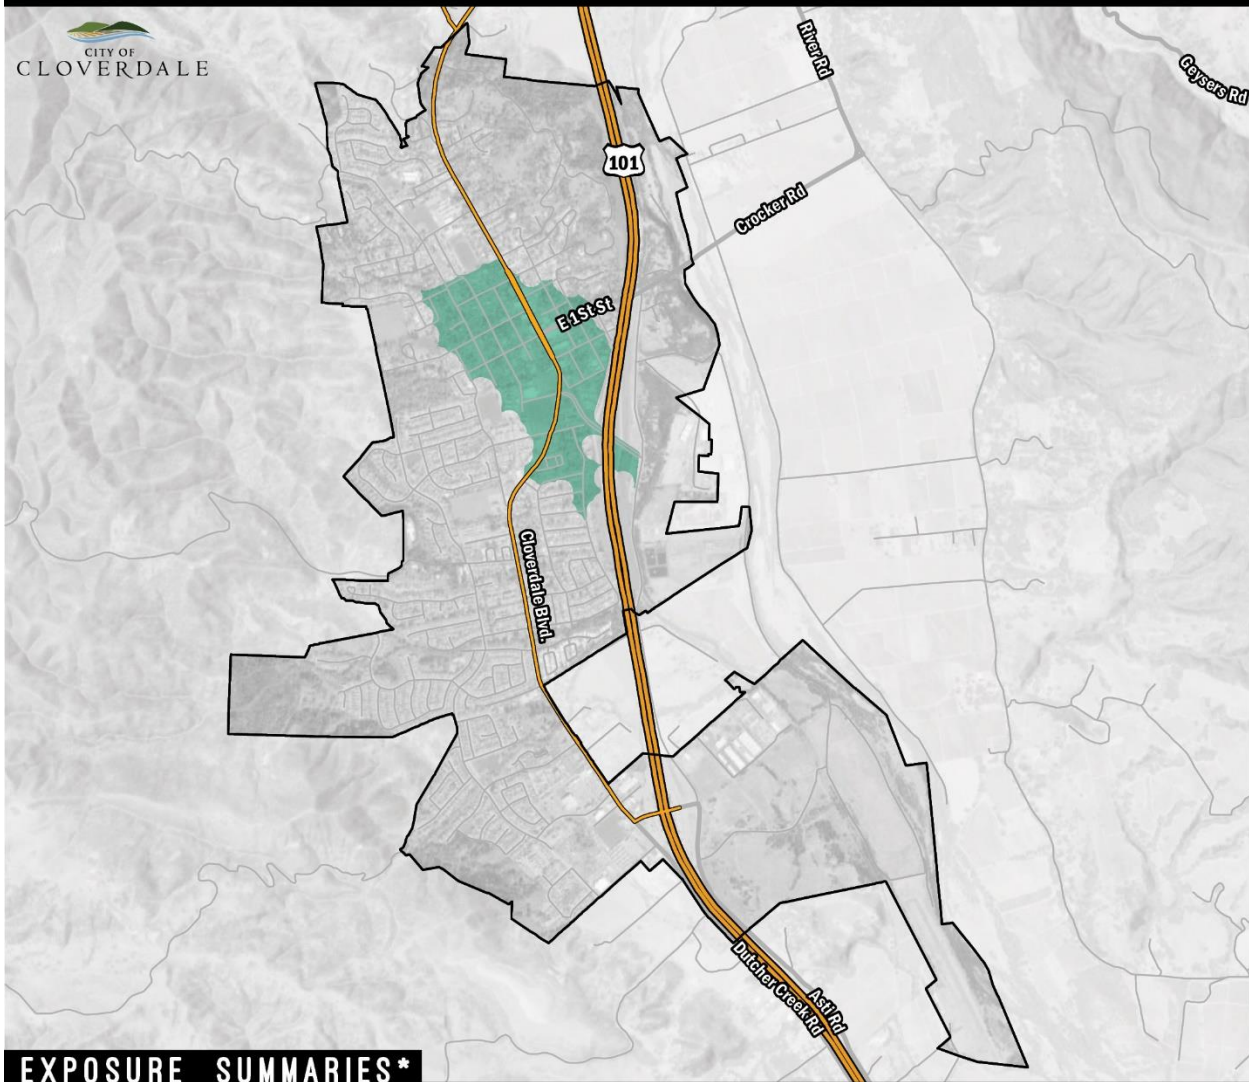 CITY OF
CLOVERDALE
River Rd
Geysers Rd
101
Crocker Rd
E 1St St
Cloverdale Blvd.
Dutcher Creek Rd
Asti Rd
EXPOSURE SUMMARIES*